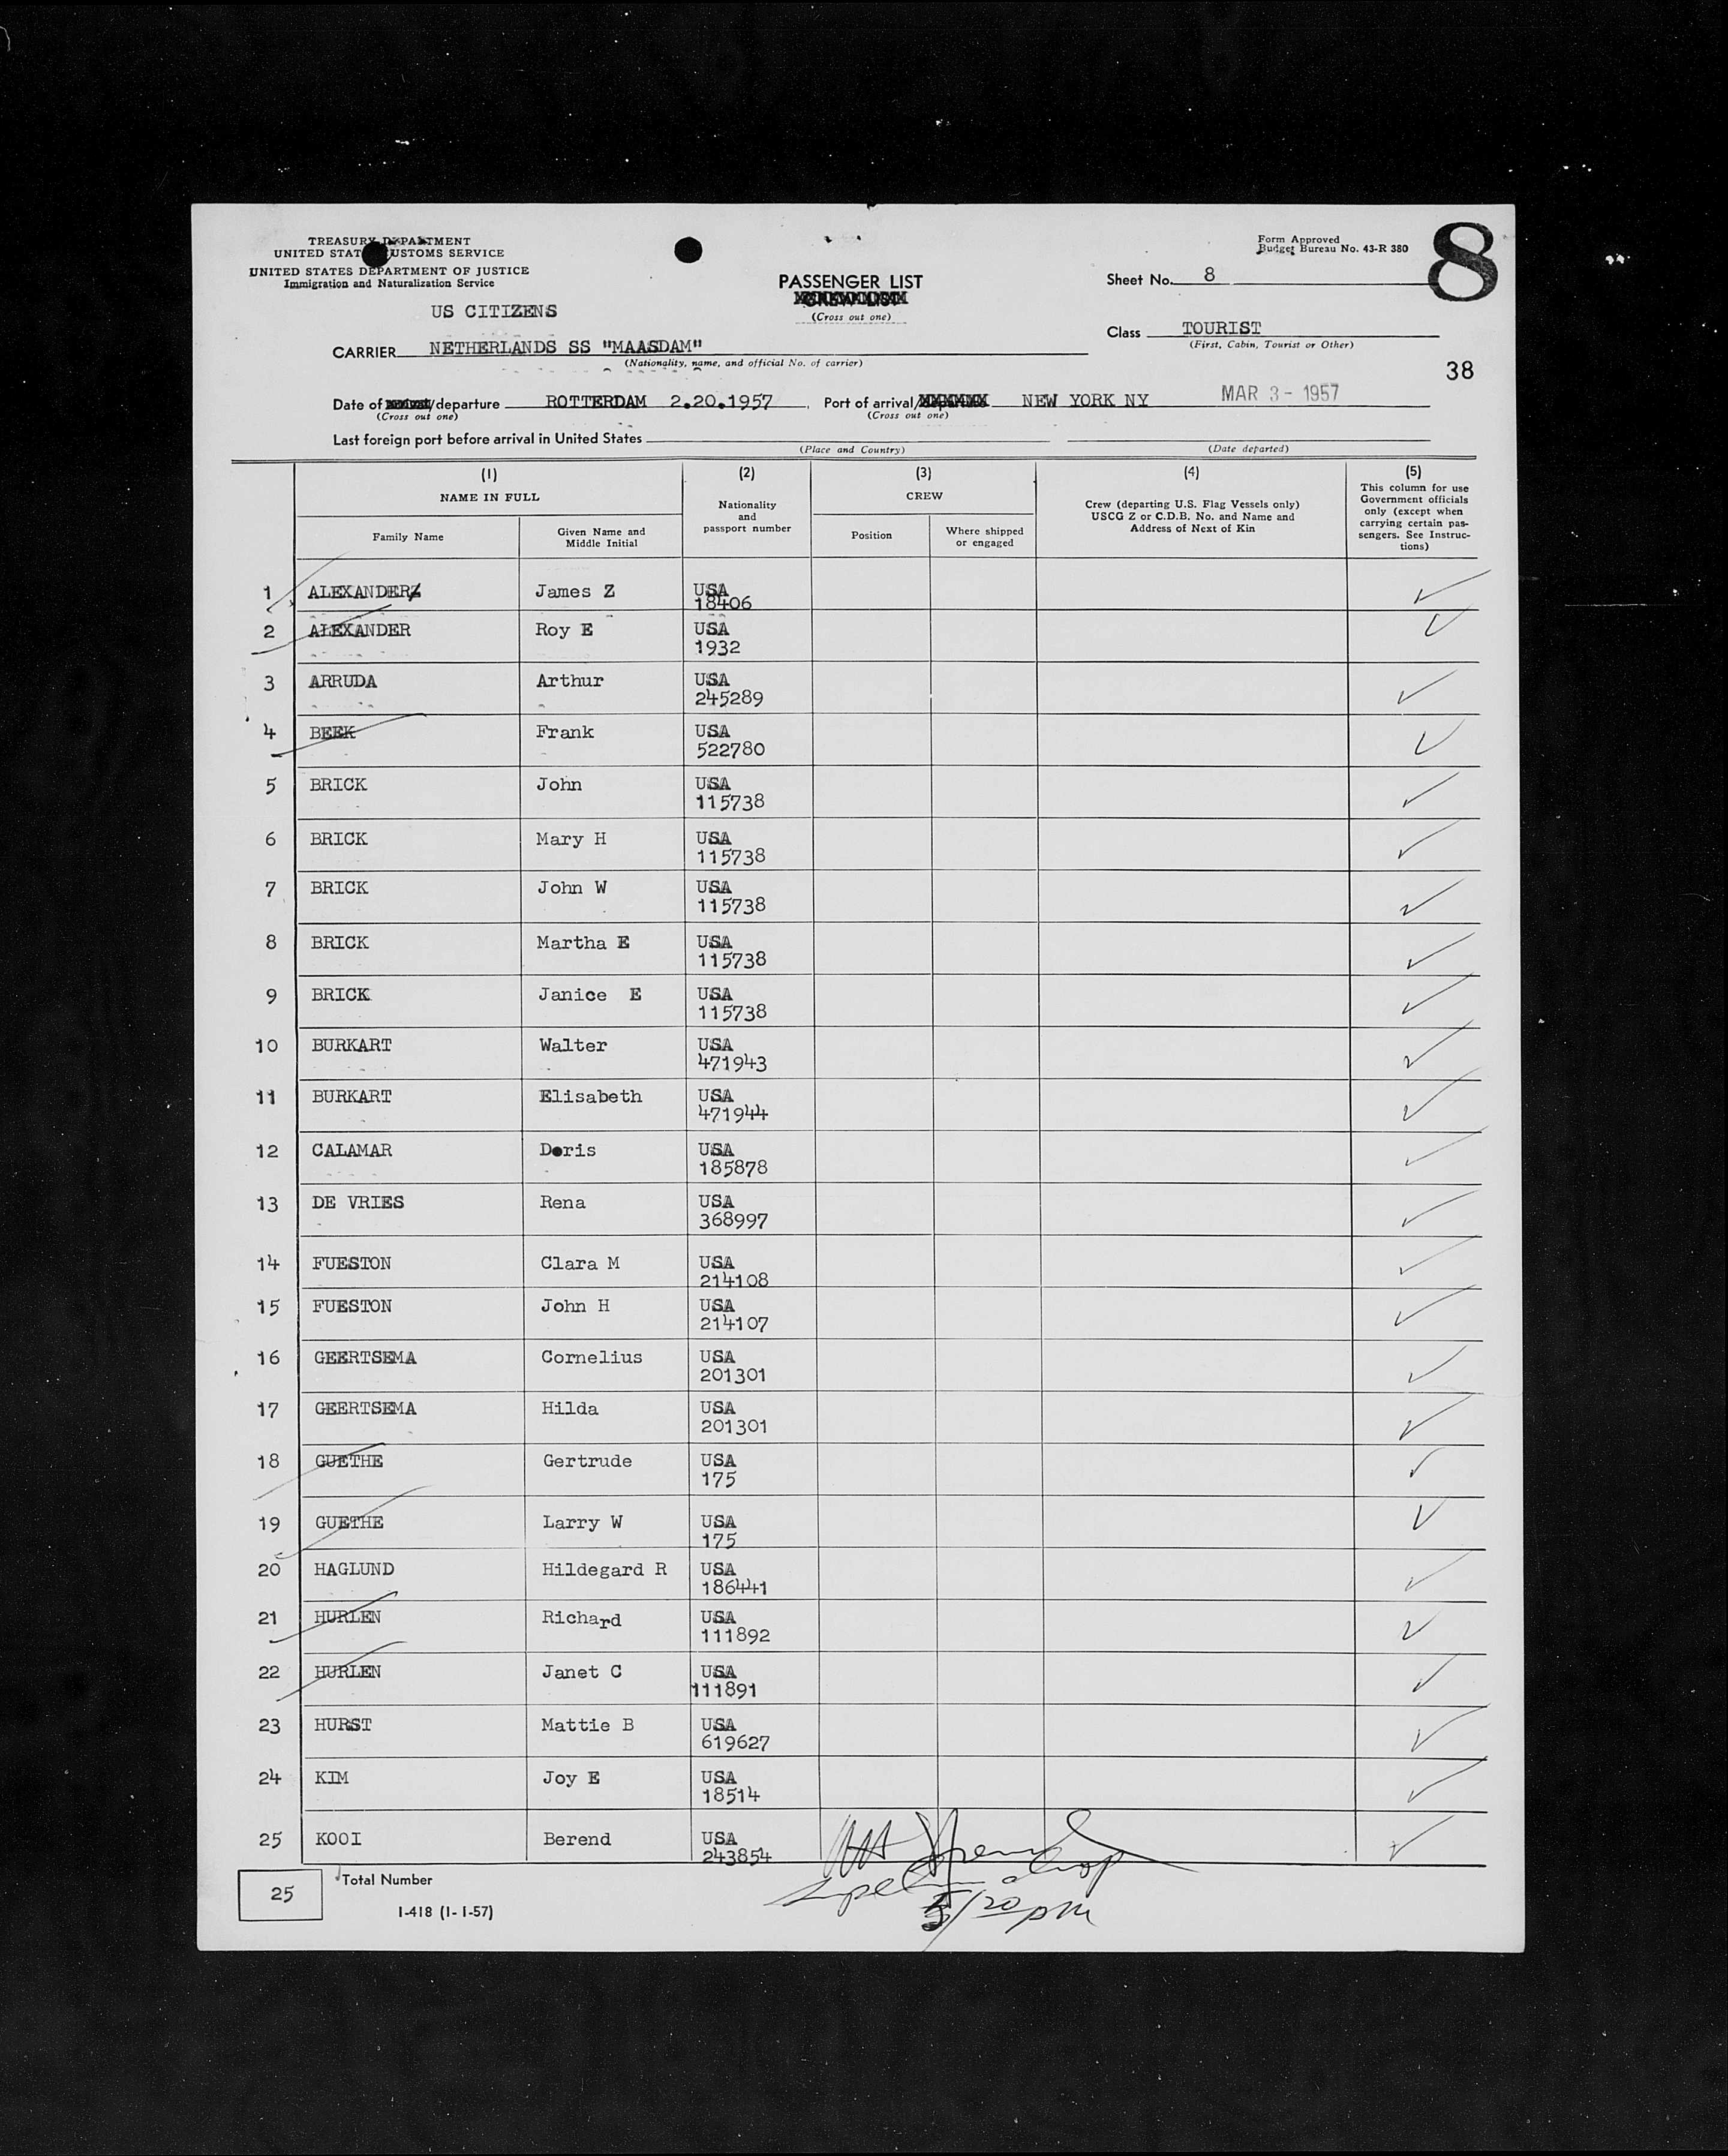 TREASURY DEPARTMENT
UNITED STATES CUSTOMS SERVICE
UNITED STATES DEPARTMENT OF JUSTICE
Immigration and Naturalization Service
Form Approved
Budget Bureau No. 43-R 380
8
PASSENGER LIST
CREW LIST
(Cross out one)
Sheet No. 8
US CITIZENS
Class TOURIST
(First, Cabin, Tourist or Other)
CARRIER NETHERLANDS SS "MAASDAM"
(Nationality, name, and official No. of carrier)
38
Date of arrival/departure ROTTERDAM 2.20.1957 Port of arrival/departure NEW YORK NY MAR 3 - 1957
(Cross out one) (Cross out one)
Last foreign port before arrival in United States
(Place and Country) (Date departed)
(1) (2) (3) (4) (5)
NAME IN FULL
Family Name
Given Name and Middle Initial
Nationality and passport number
CREW
Position
Where shipped or engaged
Crew (departing U.S. Flag Vessels only)
USCG Z or C.D.B. No. and Name and
Address of Next of Kin
This column for use
Government officials
only (except when
carrying certain pas-
sengers. See Instruc-
tions)
1 ALEXANDER James Z USA
18406
2 ALEXANDER Roy E USA
1932
3 ARRUDA Arthur USA
245289
4 BEEK Frank USA
522780
5 BRICK John USA
115738
6 BRICK Mary H USA
115738
7 BRICK John W USA
115738
8 BRICK Martha E USA
115738
9 BRICK Janice E USA
115738
10 BURKART Walter USA
471943
11 BURKART Elisabeth USA
471944
12 CALAMAR Doris USA
185878
13 DE VRIES Rena USA
368997
14 FUESTON Clara M USA
214108
15 FUESTON John H USA
214107
16 GEERTSEMA Cornelius USA
201301
17 GEERTSEMA Hilda USA
201301
18 GUETHE Gertrude USA
175
19 GUETHE Larry W USA
175
20 HAGLUND Hildegard R USA
186441
21 HURLEN Richard USA
111892
22 HURLEN Janet C USA
111891
23 HURST Mattie B USA
619627
24 KIM Joy E USA
18514
25 KOOI Berend USA
243854
25 Total Number
5/20 pm
I-418 (1-1-57)